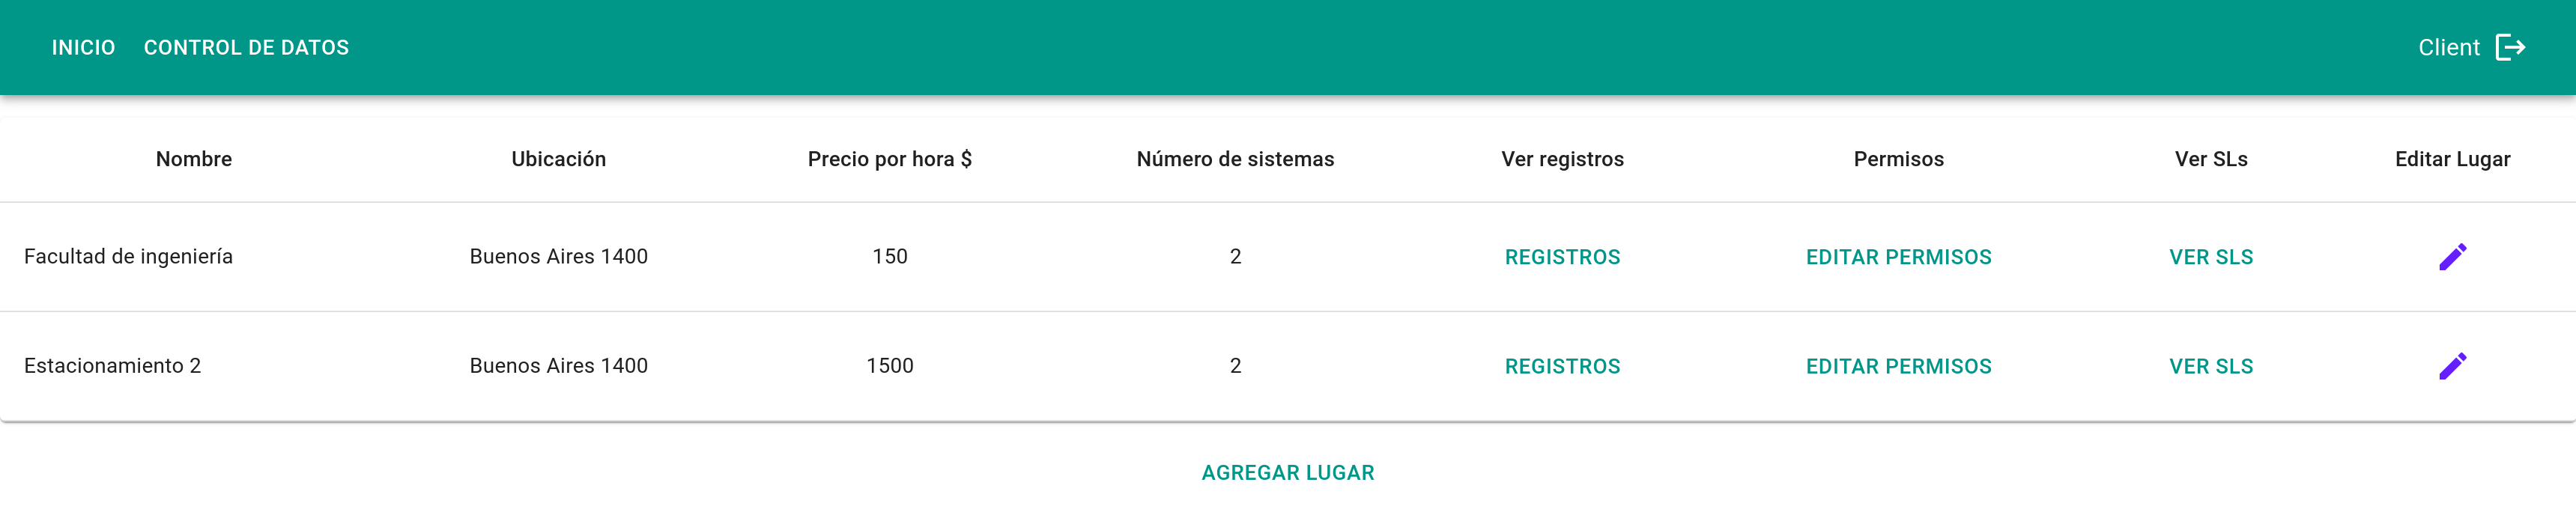 INICIO CONTROL DE DATOS Client
Nombre Ubicación Precio por hora $ Número de sistemas Ver registros Permisos Ver SLs Editar Lugar
Facultad de ingeniería Buenos Aires 1400 150 2 REGISTROS EDITAR PERMISOS VER SLS
Estacionamiento 2 Buenos Aires 1400 1500 2 REGISTROS EDITAR PERMISOS VER SLS
AGREGAR LUGAR